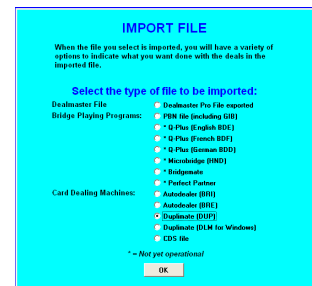 IMPORT FILE
When the file you select is imported, you will have a variety of
options to indicate what you want done with the deals in the
imported file.
Select the type of file to be imported:
Dealmaster File
Dealmaster Pro File exported
Bridge Playing Programs:
PBN file (including GIB)
* Q-Plus (English BDE)
* Q-Plus (French BDF)
* Q-Plus (German BDD)
* Microbridge (HND)
* Bridgemate
* Perfect Partner
Card Dealing Machines:
Autodealer (BRI)
Autodealer (BRE)
Duplimate (DUP)
Duplimate (DLM for Windows)
CDS file
* = Not yet operational
OK